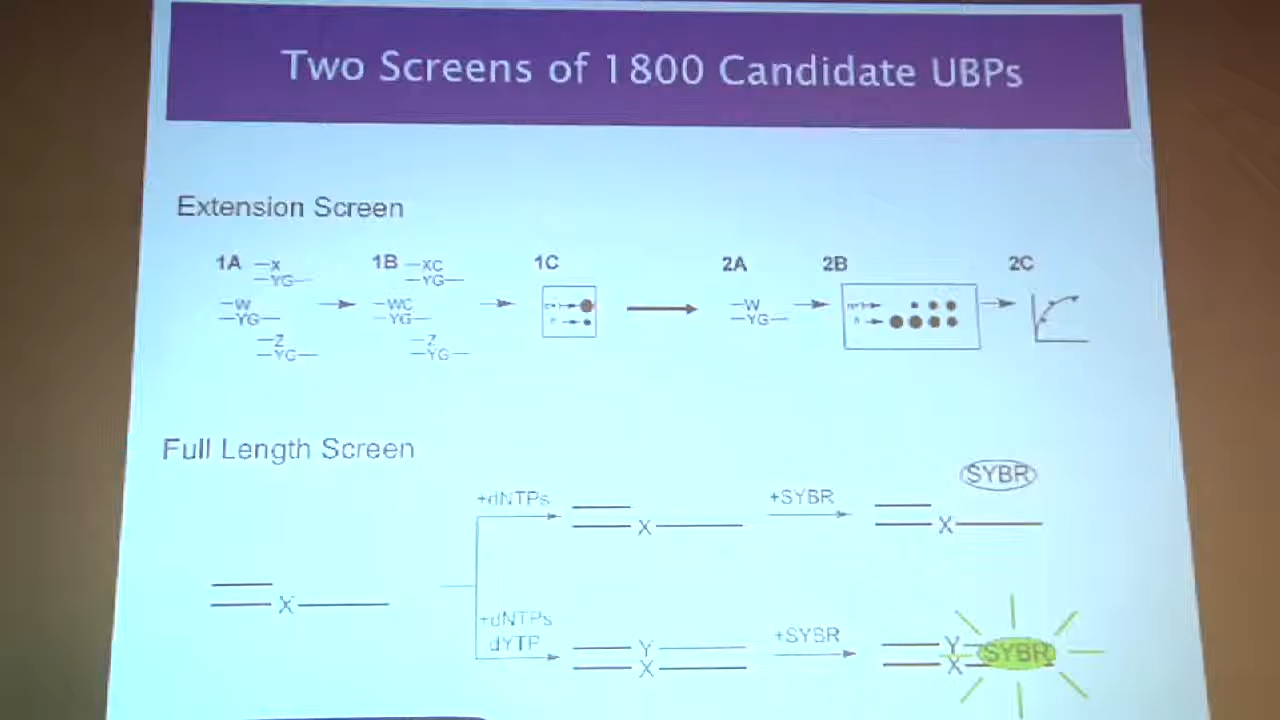 Two Screens of 1800 Candidate UBPs
Extension Screen
1A —X
—YG—
—W
—YG—
—Z
—YG—
1B —XC
—YG—
—WC
—YG—
—Z
—YG—
1C
2A
—W
—YG—
2B
2C
Full Length Screen
X
+dNTPs
X
+SYBR
SYBR
X
+dNTPs
dYTP
Y
X
+SYBR
Y
X
SYBR